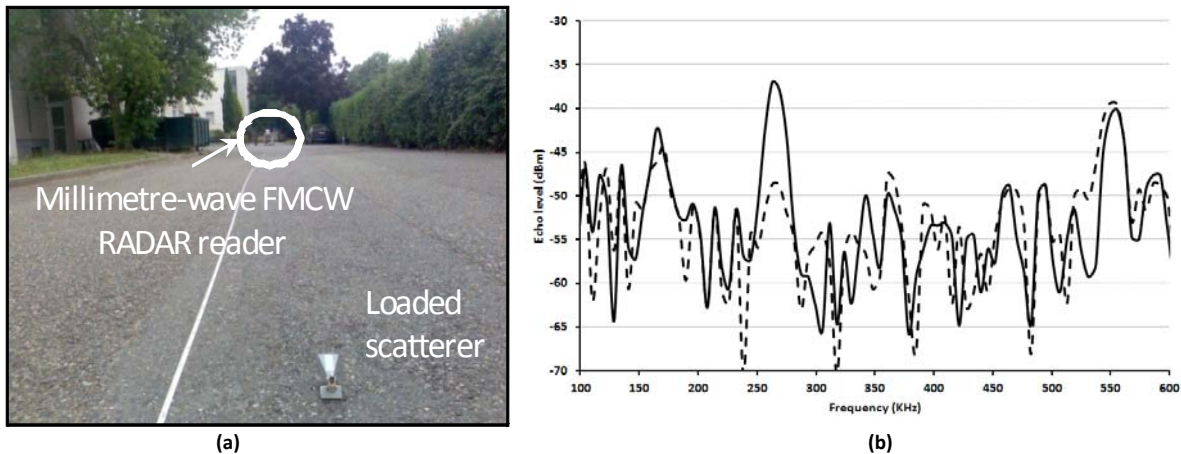 Millimetre-wave FMCW
RADAR reader
Loaded
scatterer
(a)
-30
-35
-40
-45
-50
-55
-60
-65
-70
Echo level (dBm)
100 150 200 250 300 350 400 450 500 550 600
Frequency (KHz)
(b)